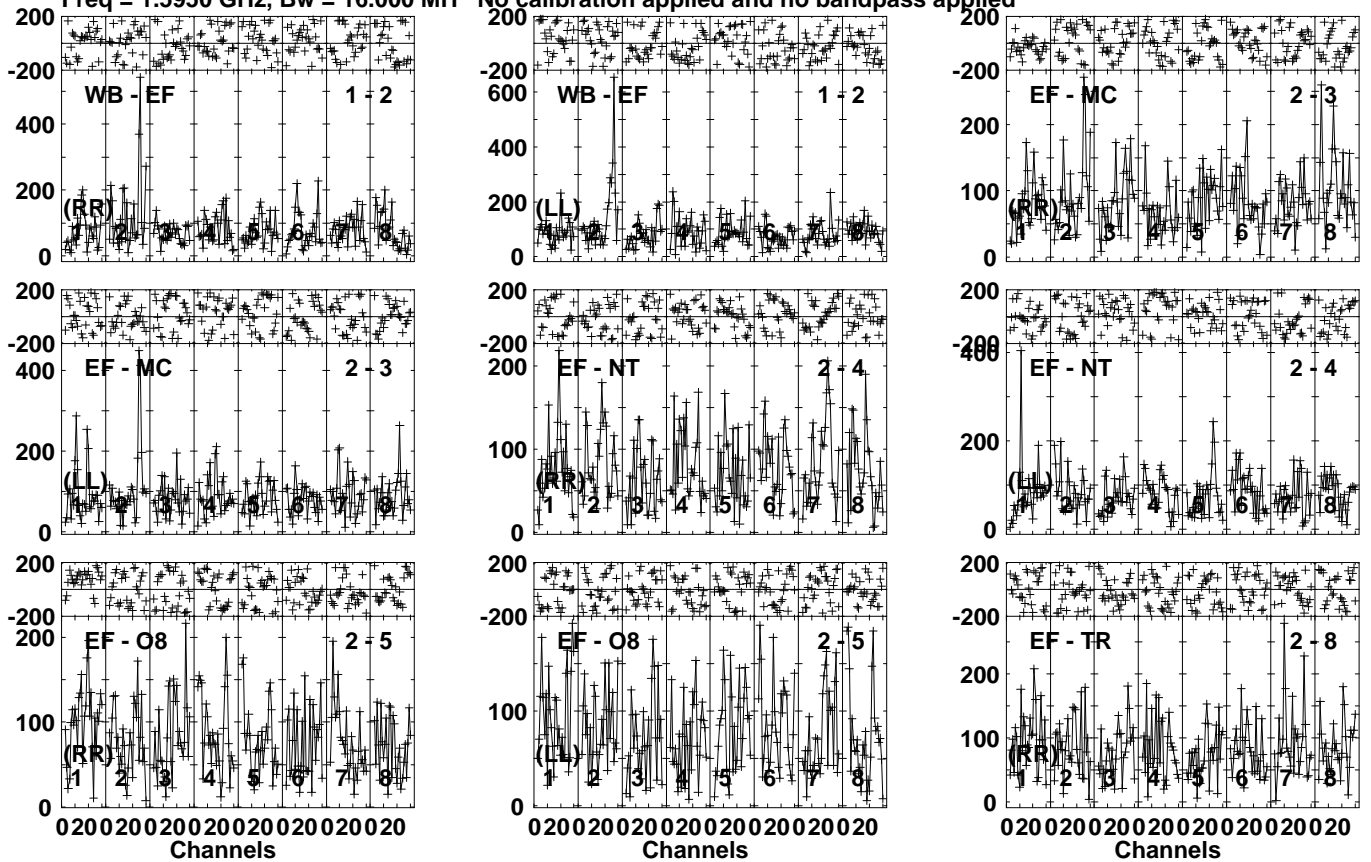 Freq = 1.5950 GHz, Bw = 16.000 MH No calibration applied and no bandpass applied
200 200 200
-200 -200 -200
WB - EF 1 - 2 WB - EF 1 - 2 EF - MC 2 - 3
400 200 0 (RR) 1 2 3 4 5 6 7 8
600 400 200 0 (LL) 1 2 3 4 5 6 7 8
200 100 0 (RR) 1 2 3 4 5 6 7 8
200 200 200
-200 -200 -200
EF - MC 2 - 3 EF - NT 2 - 4 EF - NT 2 - 4
400 200 0 (LL) 1 2 3 4 5 6 7 8
200 100 0 (RR) 1 2 3 4 5 6 7 8
400 200 0 (LL) 1 2 3 4 5 6 7 8
200 200 200
-200 -200 -200
EF - O8 2 - 5 EF - O8 2 - 5 EF - TR 2 - 8
200 100 0 (RR) 1 2 3 4 5 6 7 8
100 0 (LL) 1 2 3 4 5 6 7 8
200 100 0 (RR) 1 2 3 4 5 6 7 8
0 20 0 20 0 20 0 20 0 20 0 20 0 20 0 20 0 20 0 20 0 20 0 20 0 20 0 20 0 20 0 20 0 20 0 20 0 20 0 20 0 20 0 20 0 20 0 20
Channels Channels Channels